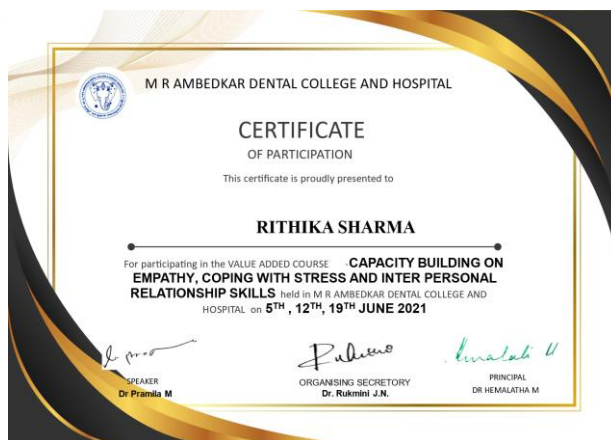 M R AMBEDKAR DENTAL COLLEGE AND HOSPITAL
CERTIFICATE
OF PARTICIPATION
This certificate is proudly presented to
RITHIKA SHARMA
For participating in the VALUE ADDED COURSE -CAPACITY BUILDING ON
EMPATHY, COPING WITH STRESS AND INTER PERSONAL
RELATIONSHIP SKILLS held in M R AMBEDKAR DENTAL COLLEGE AND
HOSPITAL on 5TH , 12TH, 19TH JUNE 2021
Hemalatha M
SPEAKER
Dr Pramila M
ORGANISING SECRETARY
Dr. Rukmini J.N.
PRINCIPAL
DR HEMALATHA M